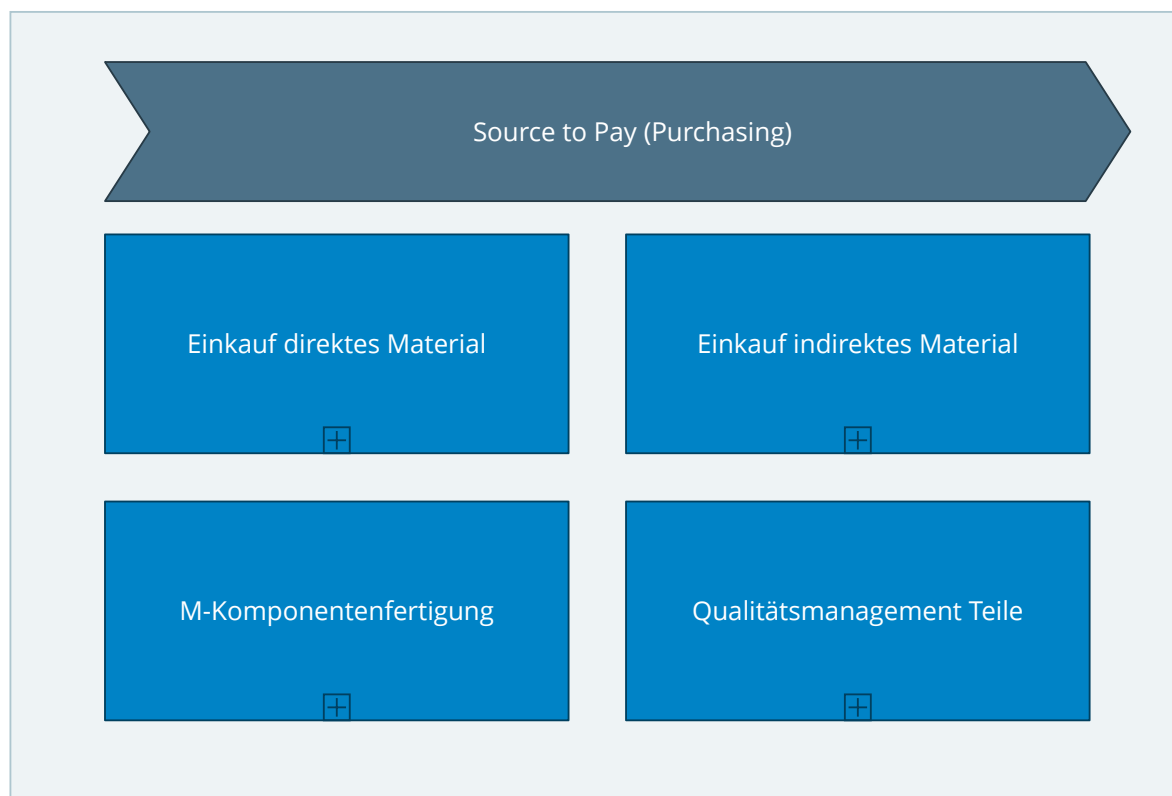 Source to Pay (Purchasing)
Einkauf direktes Material
Einkauf indirektes Material
M-Komponentenfertigung
Qualitätsmanagement Teile